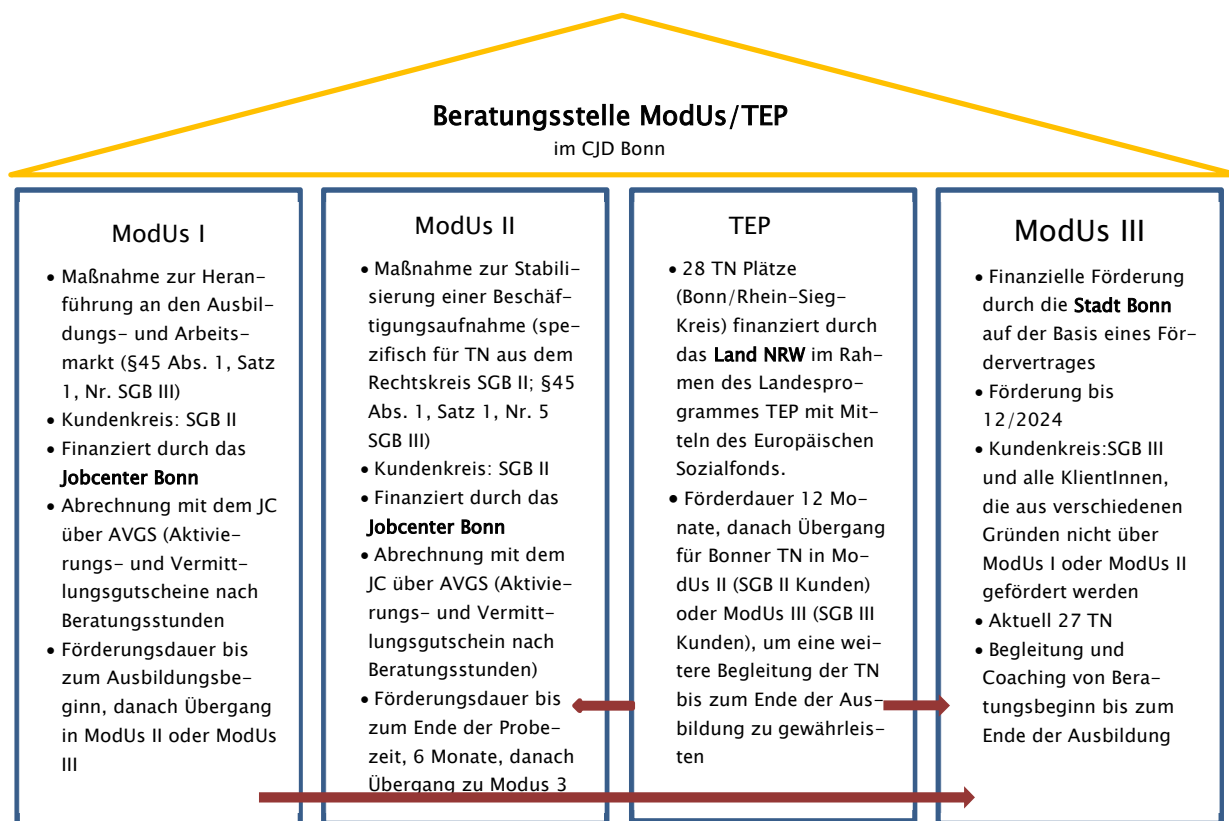 Beratungsstelle ModUs/TEP
im CJD Bonn
ModUs I
• Maßnahme zur Heran-
führung an den Ausbil-
dungs- und Arbeits-
markt (§45 Abs. 1, Satz
1, Nr. SGB III)
• Kundenkreis: SGB II
• Finanziert durch das
Jobcenter Bonn
• Abrechnung mit dem JC
über AVGS (Aktivie-
rungs- und Vermitt-
lungsgutscheine nach
Beratungsstunden
• Förderungsdauer bis
zum Ausbildungsbe-
ginn, danach Übergang
in ModUs II oder ModUs
III
ModUs II
• Maßnahme zur Stabili-
sierung einer Beschäf-
tigungsaufnahme (spe-
zifisch für TN aus dem
Rechtskreis SGB II; §45
Abs. 1, Satz 1, Nr. 5
SGB III)
• Kundenkreis: SGB II
• Finanziert durch das
Jobcenter Bonn
• Abrechnung mit dem
JC über AVGS (Aktivie-
rungs- und Vermitt-
lungsgutschein nach
Beratungsstunden)
• Förderungsdauer bis
zum Ende der Probe-
zeit, 6 Monate, danach
Übergang zu Modus 3
TEP
• 28 TN Plätze
(Bonn/Rhein-Sieg-
Kreis) finanziert durch
das Land NRW im Rah-
men des Landespro-
grammes TEP mit Mit-
teln des Europäischen
Sozialfonds.
• Förderdauer 12 Mo-
nate, danach Übergang
für Bonner TN in Mo-
dUs II (SGB II Kunden)
oder ModUs III (SGB III
Kunden), um eine wei-
tere Begleitung der TN
bis zum Ende der Aus-
bildung zu gewährleis-
ten
ModUs III
• Finanzielle Förderung
durch die Stadt Bonn
auf der Basis eines För-
dervertrages
• Förderung bis
12/2024
• Kundenkreis:SGB III
und alle KlientInnen,
die aus verschiedenen
Gründen nicht über
ModUs I oder ModUs II
gefördert werden
• Aktuell 27 TN
• Begleitung und
Coaching von Bera-
tungsbeginn bis zum
Ende der Ausbildung